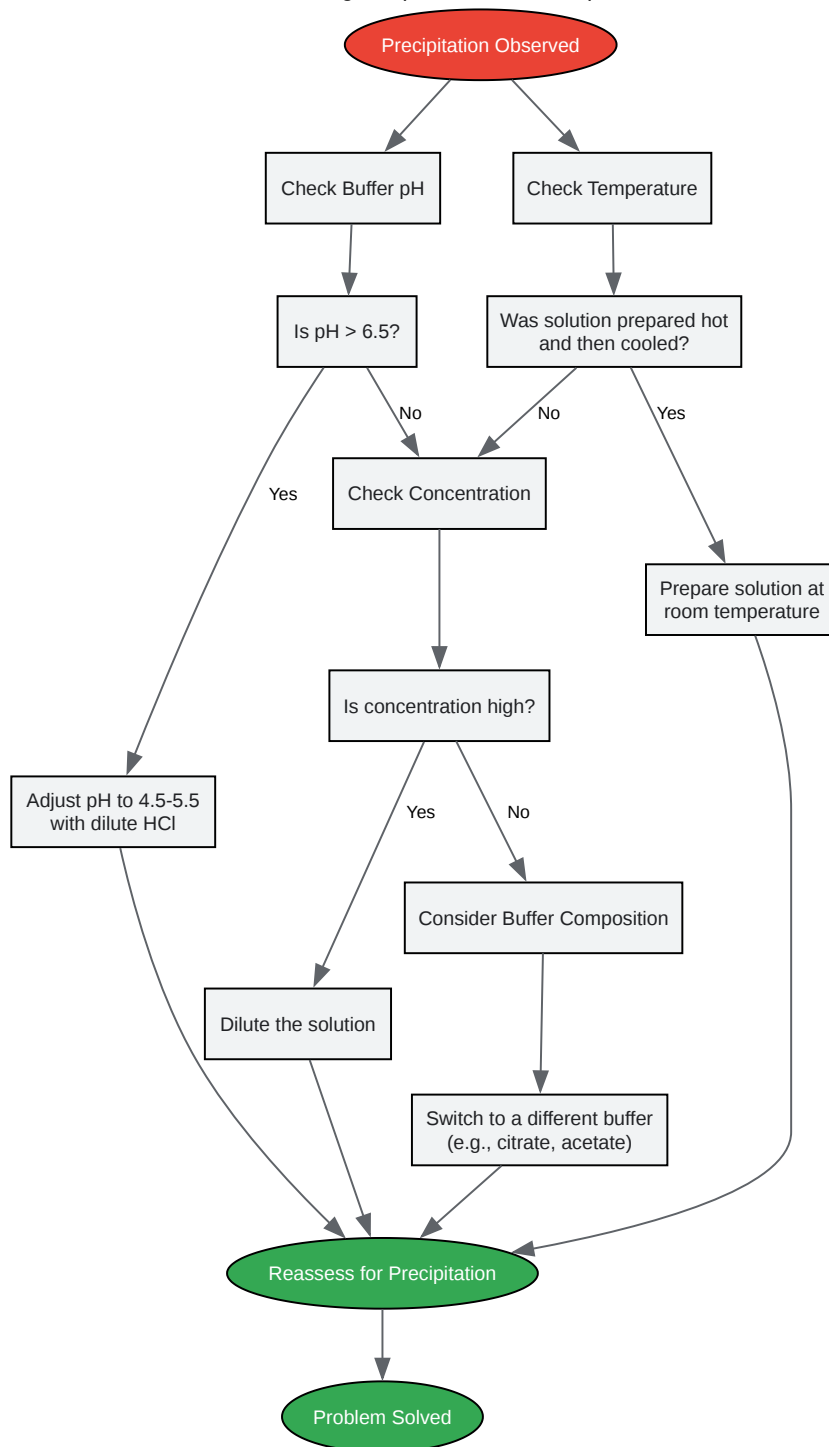 Precipitation Observed
Check Buffer pH
Check Temperature
Is pH > 6.5?
Was solution prepared hot
and then cooled?
No
No
Yes
Check Concentration
Yes
Prepare solution at
room temperature
Is concentration high?
Adjust pH to 4.5-5.5
with dilute HCl
Yes
No
Consider Buffer Composition
Dilute the solution
Switch to a different buffer
(e.g., citrate, acetate)
Reassess for Precipitation
Problem Solved